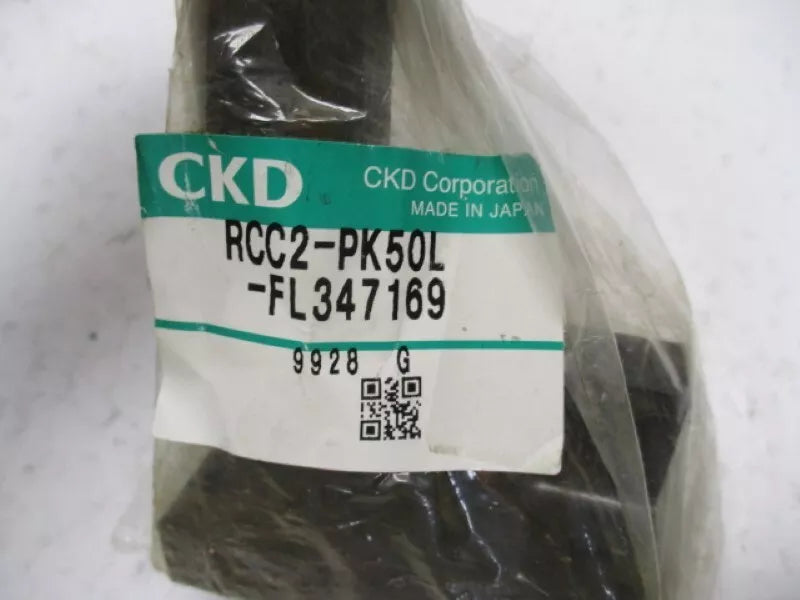 CKD
CKD Corporation
MADE IN JAPAN
RCC2-PK50L
-FL347169
9928 G